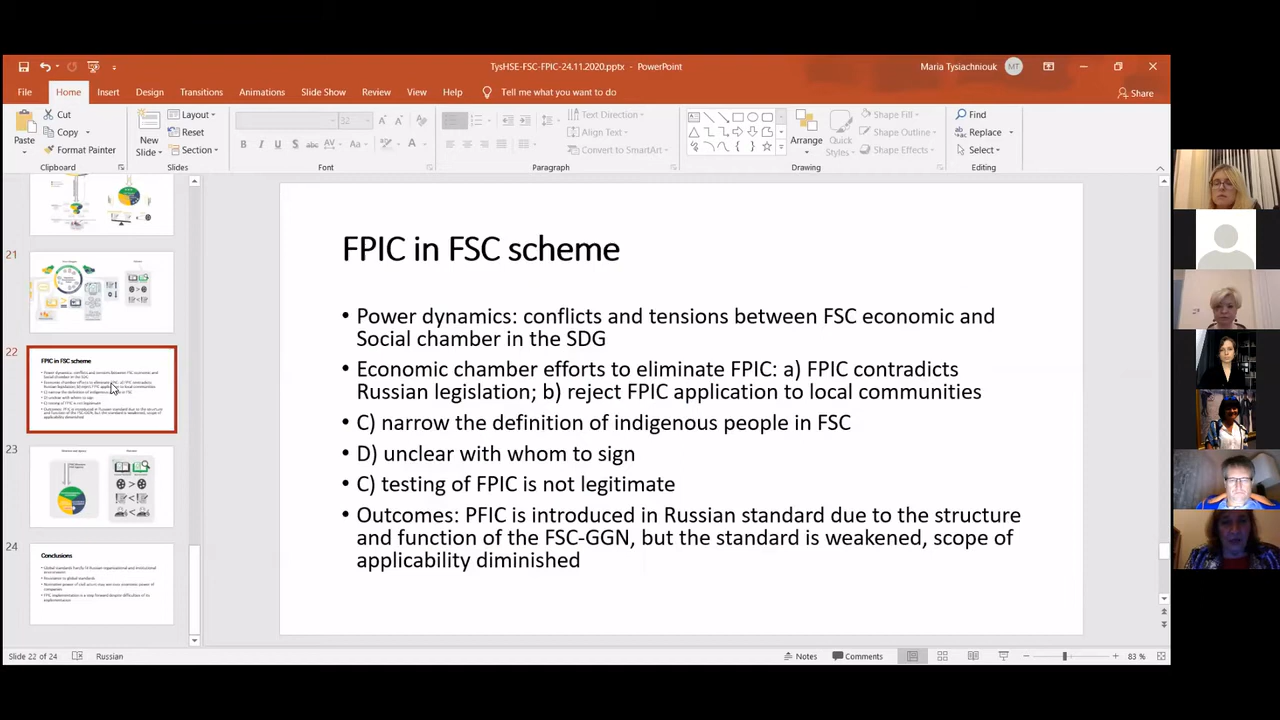 TysHSE-FSC-FPIC-24.11.2020.pptx - PowerPoint
Maria Tysiachniouk
MT
File Home Insert Design Transitions Animations Slide Show Review View Help Tell me what you want to do
Share
Paste
Cut
Copy
Format Painter
Clipboard
New Slide
Layout
Reset
Section
Slides
32
Font
Text Direction
Align Text
Convert to SmartArt
Paragraph
Arrange
Quick Styles
Shape Fill
Shape Outline
Shape Effects
Drawing
Find
Replace
Select
Editing
21
22
FPIC in FSC scheme
23
24
Conclusions
FPIC in FSC scheme
• Power dynamics: conflicts and tensions between FSC economic and
Social chamber in the SDG
• Economic chamber efforts to eliminate FPIC: a) FPIC contradicts
Russian legislation; b) reject FPIC application to local communities
• C) narrow the definition of indigenous people in FSC
• D) unclear with whom to sign
• C) testing of FPIC is not legitimate
• Outcomes: PFIC is introduced in Russian standard due to the structure
and function of the FSC-GGN, but the standard is weakened, scope of
applicability diminished
Slide 22 of 24
Russian
Notes
Comments
83 %